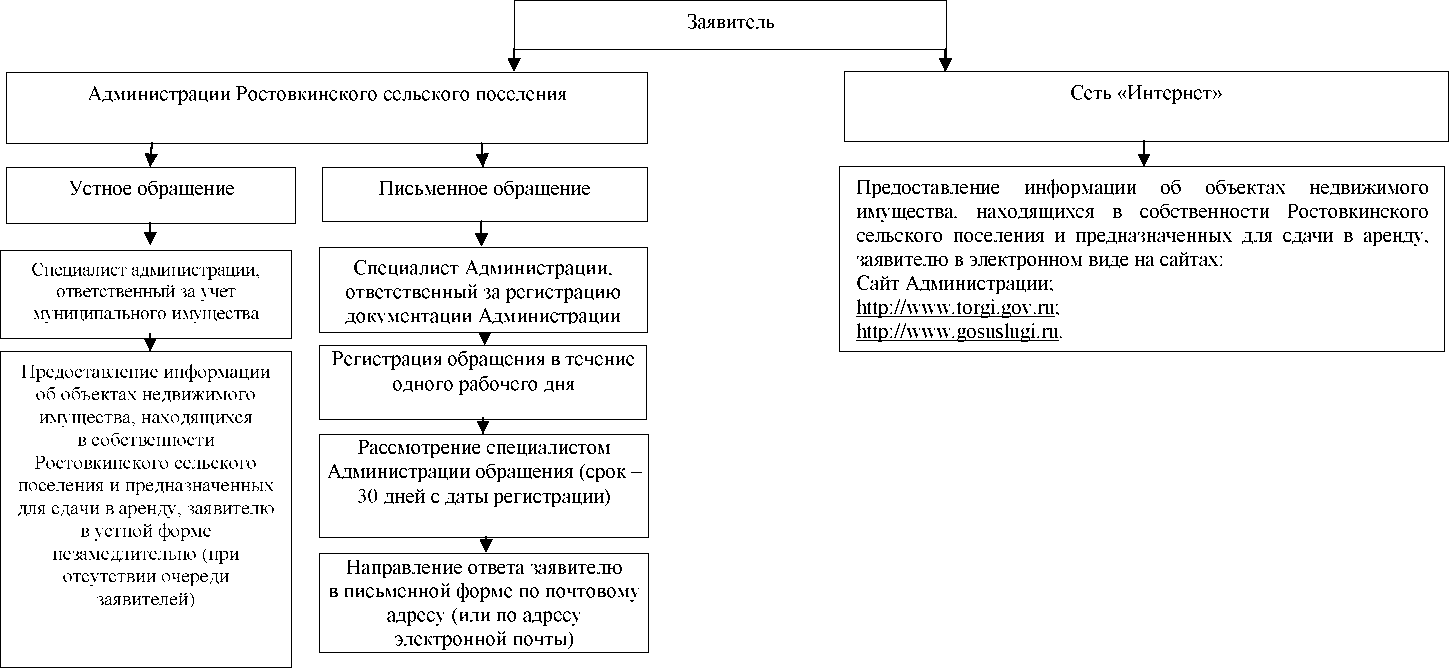 Заявитель
Администрации Ростовкинского сельского поселения
Сеть «Интернет»
Устное обращение
Письменное обращение
Предоставление информации об объектах недвижимого
имущества, находящихся в собственности Ростовкинского
сельского поселения и предназначенных для сдачи в аренду,
заявителю в электронном виде на сайтах:
Сайт Администрации;
http://www.torgi.gov.ru;
http://www.gosuslugi.ru.
Специалист администрации,
ответственный за учет
муниципального имущества
Специалист Администрации,
ответственный за регистрацию
документации Администрации
Предоставление информации
об объектах недвижимого
имущества, находящихся
в собственности
Ростовкинского сельского
поселения и предназначенных
для сдачи в аренду, заявителю
в устной форме
незамедлительно (при
отсутствии очереди
заявителей)
Регистрация обращения в течение
одного рабочего дня
Рассмотрение специалистом
Администрации обращения (срок –
30 дней с даты регистрации)
Направление ответа заявителю
в письменной форме по почтовому
адресу (или по адресу
электронной почты)